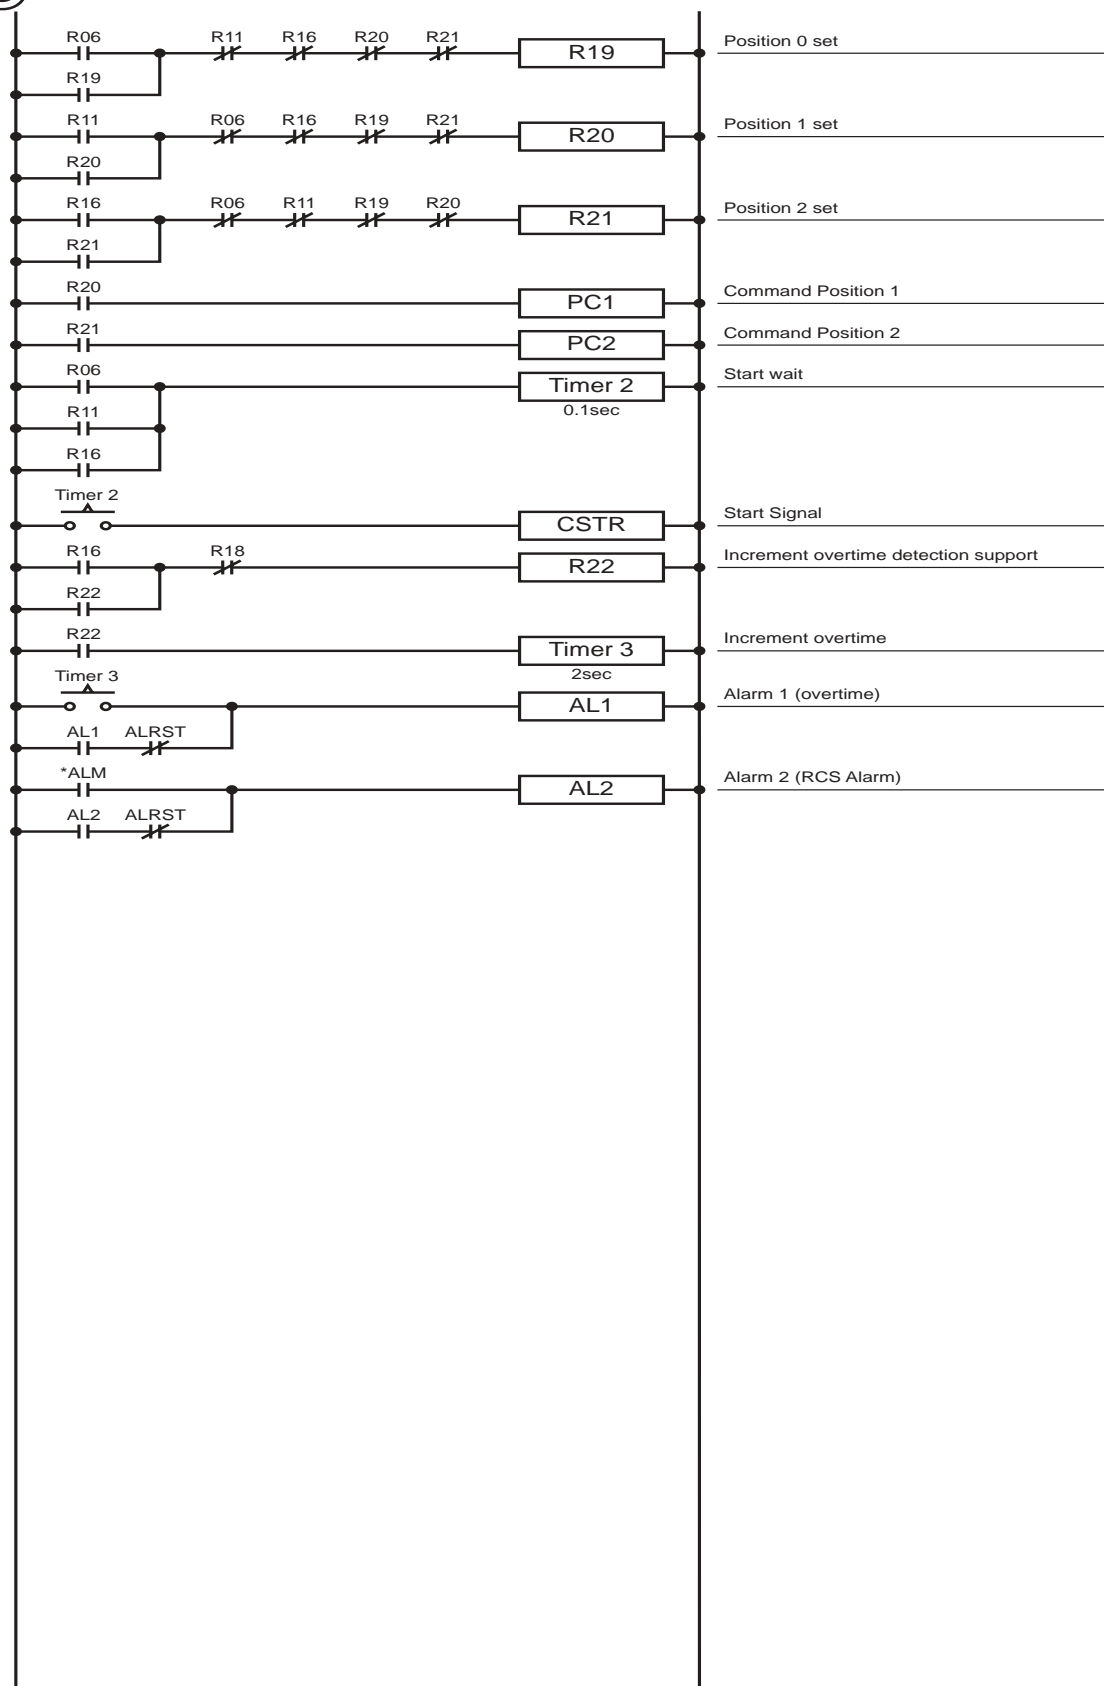 R06 R11 R16 R20 R21 R19 Position 0 set
R19
R11 R06 R16 R19 R21 R20 Position 1 set
R20
R16 R06 R11 R19 R20 R21 Position 2 set
R21
R20 PC1 Command Position 1
R21 PC2 Command Position 2
R06 Timer 2 Start wait
R11 0.1sec
R16
Timer 2 CSTR Start Signal
R16 R18 R22 Increment overtime detection support
R22
R22 Timer 3 Increment overtime
2sec
Timer 3 AL1 Alarm 1 (overtime)
AL1 ALRST
*ALM AL2 Alarm 2 (RCS Alarm)
AL2 ALRST